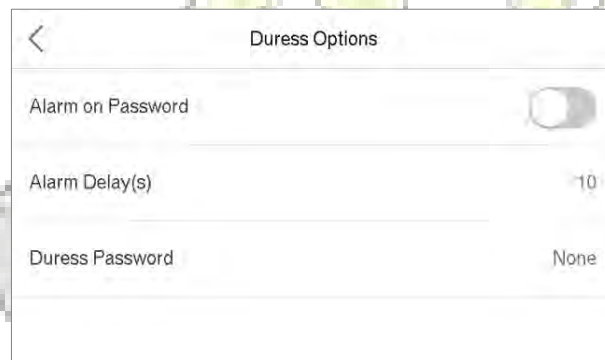 Duress Options
Alarm on Password
Alarm Delay(s) 10
Duress Password None